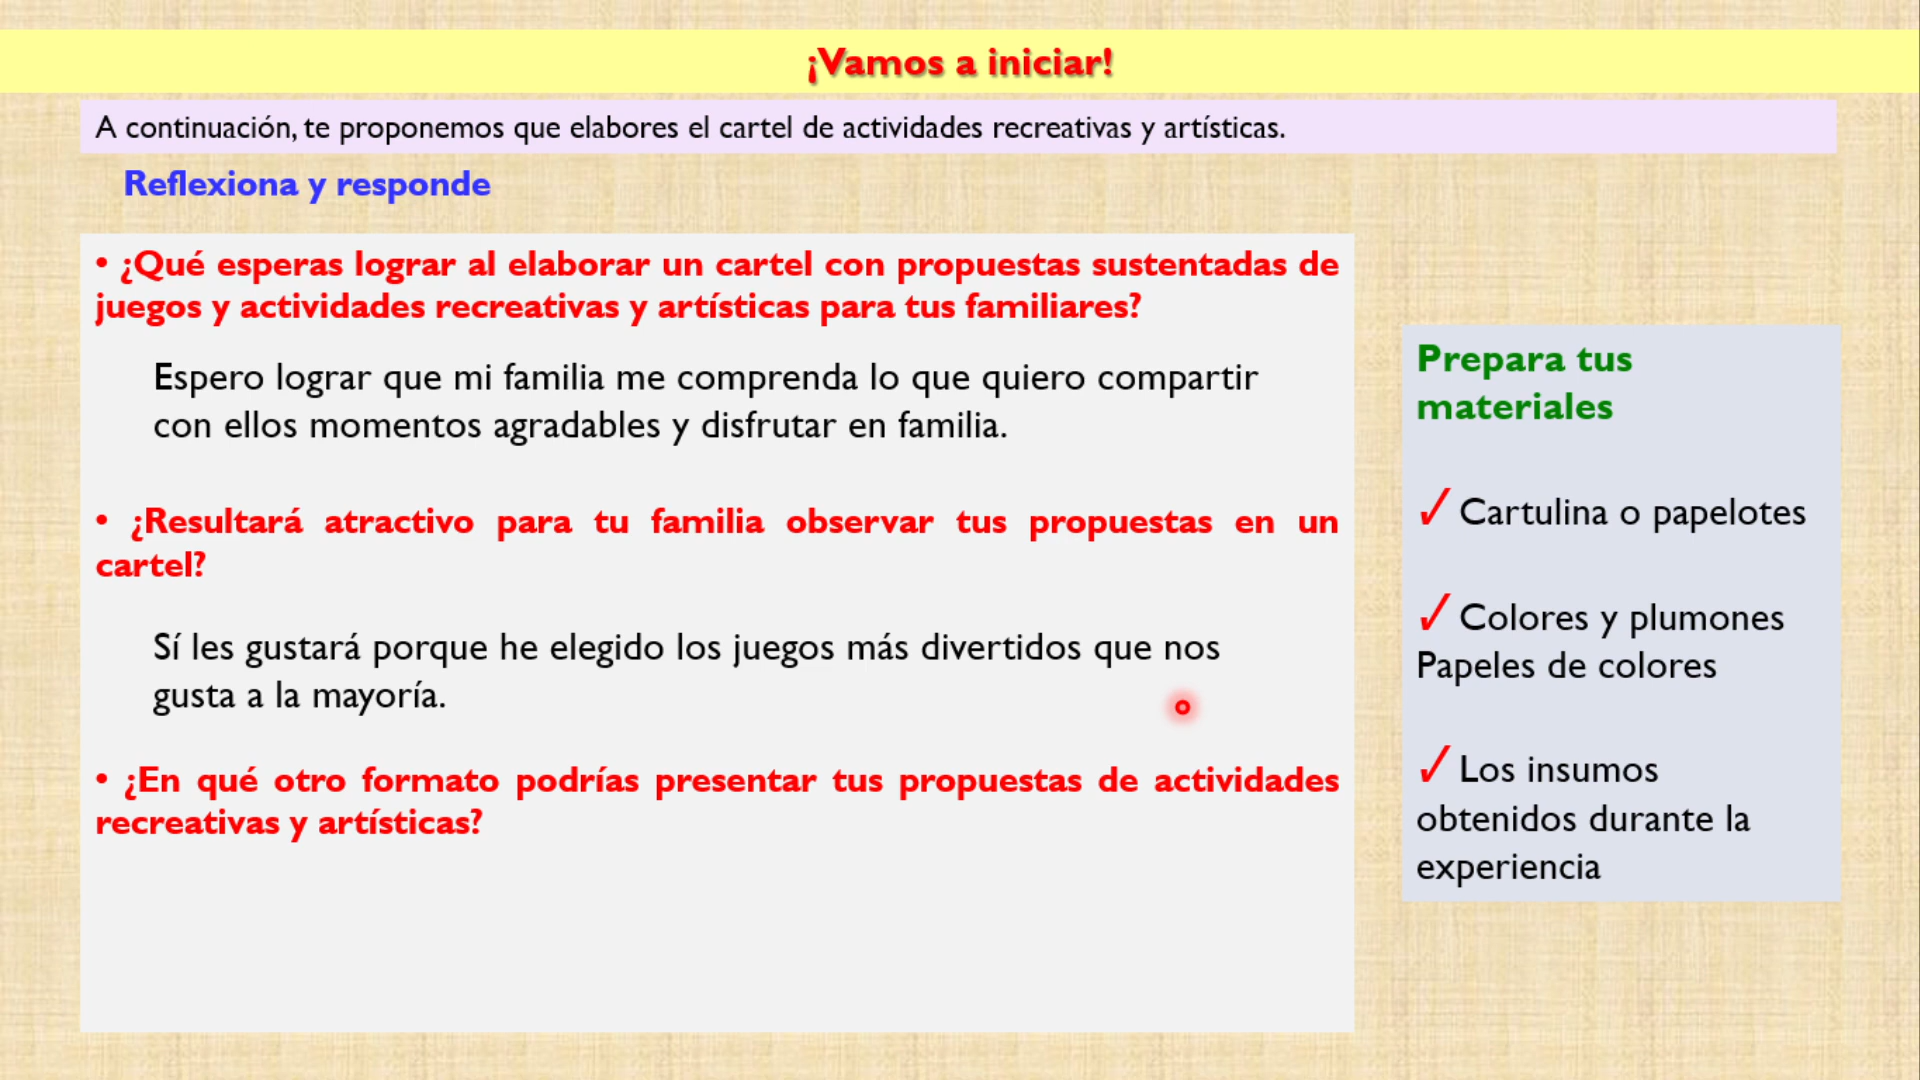 ¡Vamos a iniciar!
A continuación, te proponemos que elabores el cartel de actividades recreativas y artísticas.
Reflexiona y responde
• ¿Qué esperas lograr al elaborar un cartel con propuestas sustentadas de
juegos y actividades recreativas y artísticas para tus familiares?
Espero lograr que mi familia me comprenda lo que quiero compartir
con ellos momentos agradables y disfrutar en familia.
• ¿Resultará atractivo para tu familia observar tus propuestas en un
cartel?
Sí les gustará porque he elegido los juegos más divertidos que nos
gusta a la mayoría.
• ¿En qué otro formato podrías presentar tus propuestas de actividades
recreativas y artísticas?
Prepara tus
materiales
✓ Cartulina o papelotes
✓ Colores y plumones
Papeles de colores
✓ Los insumos
obtenidos durante la
experiencia